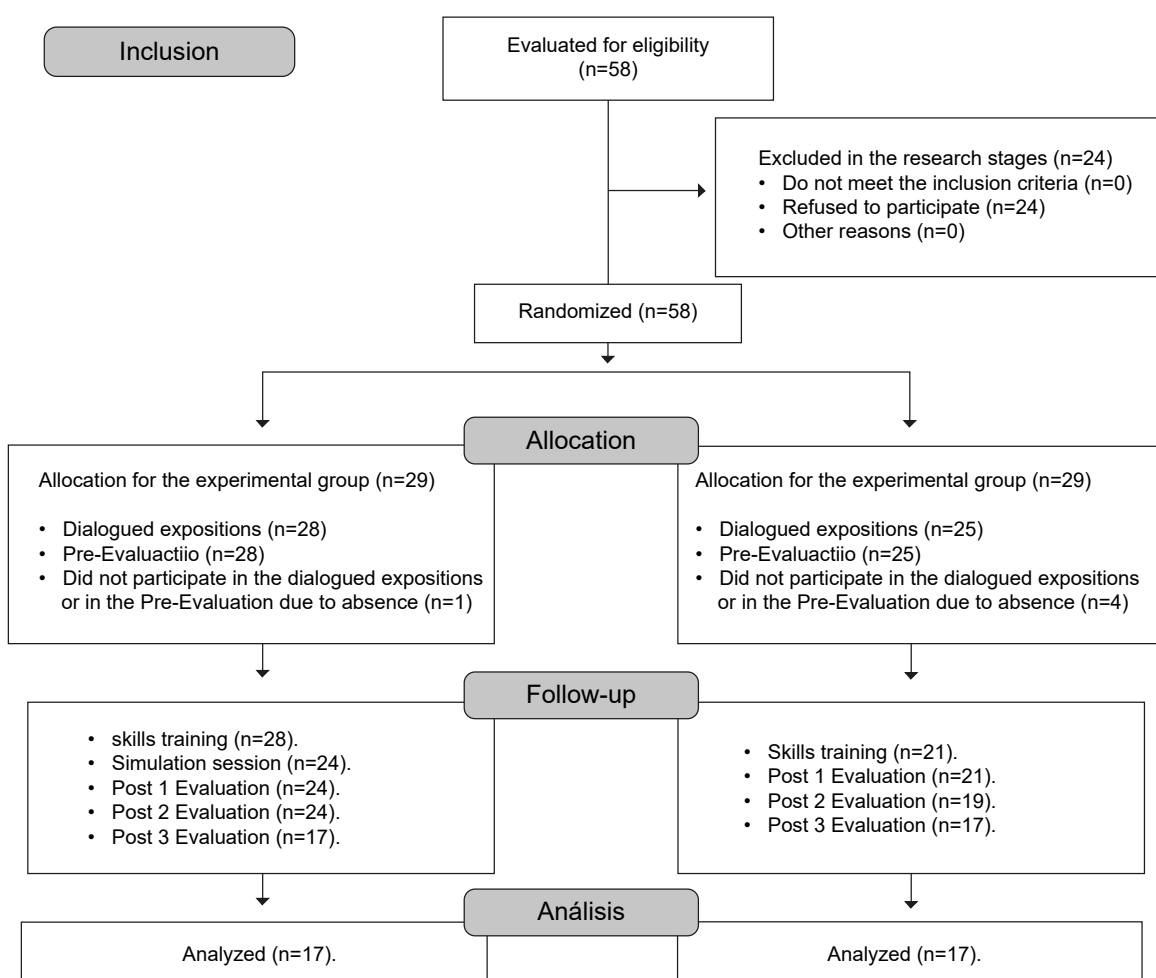 Inclusion
Evaluated for eligibility
(n=58)
Excluded in the research stages (n=24)
• Do not meet the inclusion criteria (n=0)
• Refused to participate (n=24)
• Other reasons (n=0)
Randomized (n=58)
Allocation
Allocation for the experimental group (n=29)
• Dialogued expositions (n=28)
• Pre-Evaluactiio (n=28)
• Did not participate in the dialogued expositions
or in the Pre-Evaluation due to absence (n=1)
Allocation for the experimental group (n=29)
• Dialogued expositions (n=25)
• Pre-Evaluactiio (n=25)
• Did not participate in the dialogued expositions
or in the Pre-Evaluation due to absence (n=4)
Follow-up
• skills training (n=28).
• Simulation session (n=24).
• Post 1 Evaluation (n=24).
• Post 2 Evaluation (n=24).
• Post 3 Evaluation (n=17).
• Skills training (n=21).
• Post 1 Evaluation (n=21).
• Post 2 Evaluation (n=19).
• Post 3 Evaluation (n=17).
Análisis
Analyzed (n=17).
Analyzed (n=17).